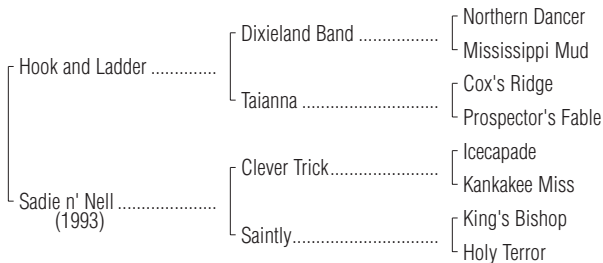 Northern Dancer
Dixieland Band ..................
Mississippi Mud
Hook and Ladder ..............
Cox's Ridge
Taianna ...............................
Prospector's Fable
Icecapade
Clever Trick.........................
Kankakee Miss
Sadie n' Nell .....................
(1993)
King's Bishop
Saintly.................................
Holy Terror